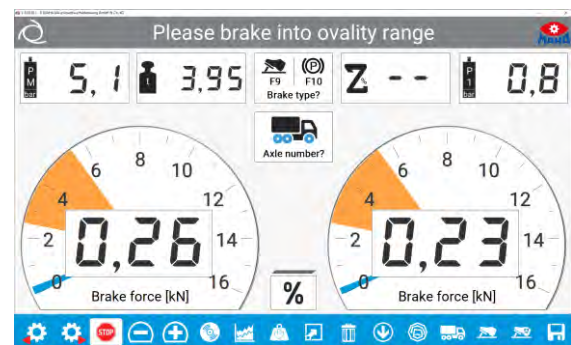 Please brake into ovality range
MAHA
P M bar 5,1
t 3,95
F9 F10
Brake type?
Z% --
P 1 bar 0,8
Axle number?
0 2 4 6 8 10 12 14 16
0,26
Brake force [kN]
%
0 2 4 6 8 10 12 14 16
0,23
Brake force [kN]
STOP